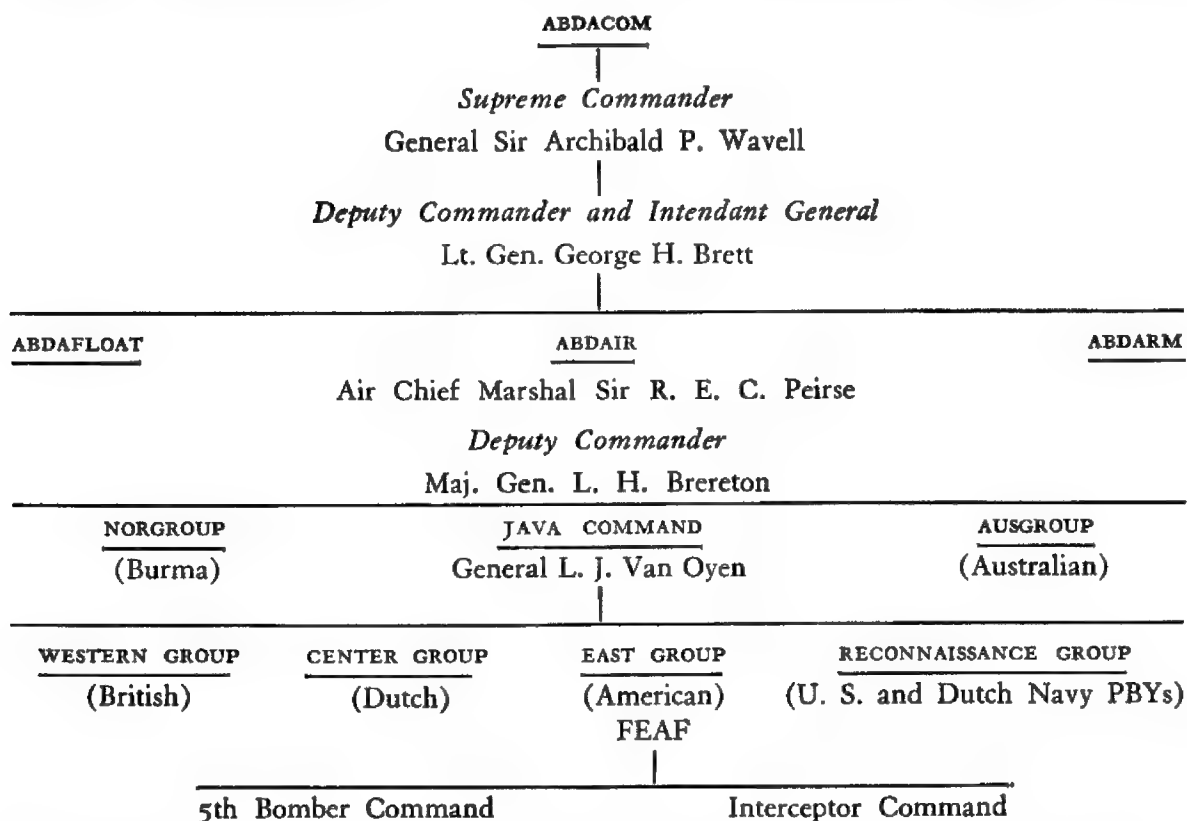 ABDACOM
Supreme Commander
General Sir Archibald P. Wavell
Deputy Commander and Intendant General
Lt. Gen. George H. Brett
ABDAFLOAT ABDAIR ABDARM
Air Chief Marshal Sir R. E. C. Peirse
Deputy Commander
Maj. Gen. L. H. Brereton
NORGROUP JAVA COMMAND AUSGROUP
(Burma) General L. J. Van Oyen (Australian)
WESTERN GROUP CENTER GROUP EAST GROUP RECONNAISSANCE GROUP
(British) (Dutch) (American) (U. S. and Dutch Navy PBYs)
FEAF
5th Bomber Command Interceptor Command